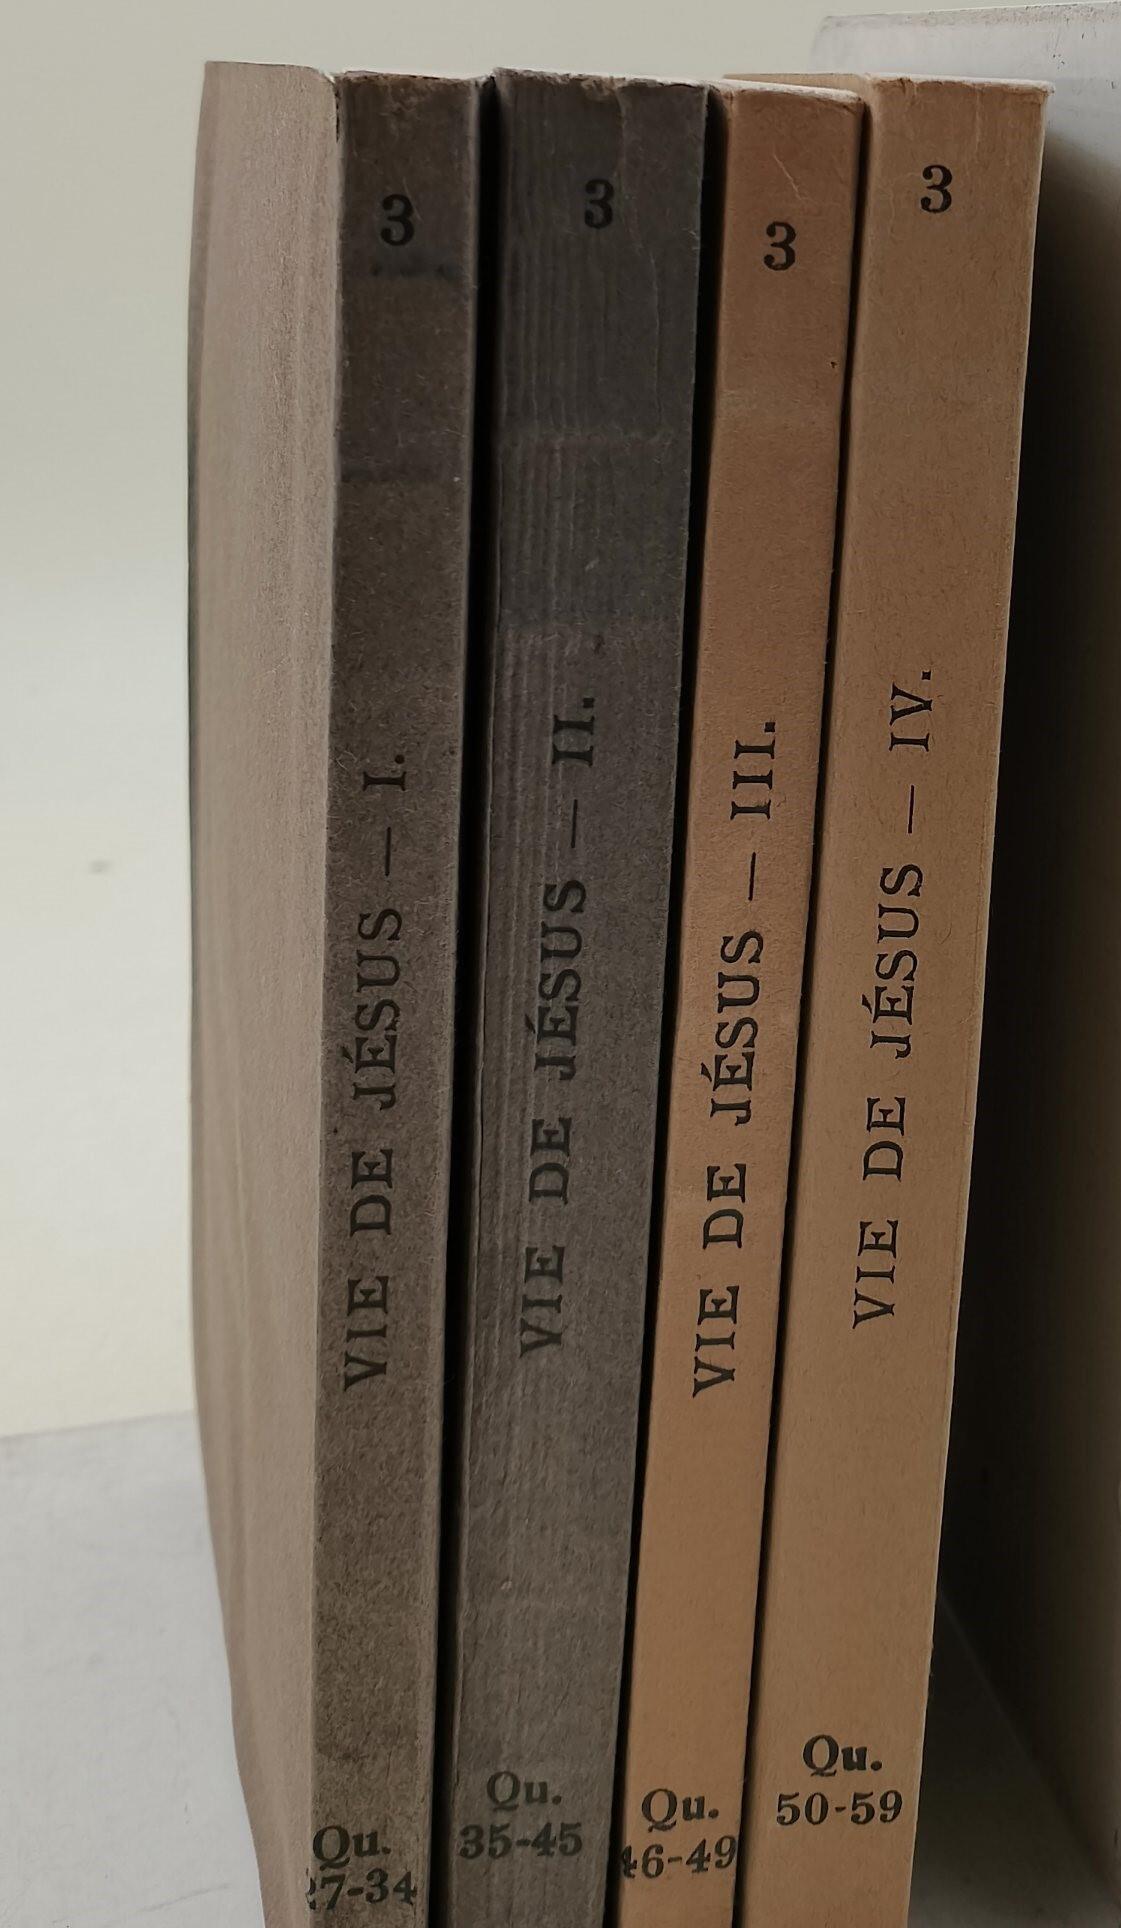 3
VIE DE JÉSUS — I.
Qu.
27-34
3
VIE DE JÉSUS — II.
Qu.
35-45
3
VIE DE JÉSUS — III.
Qu.
46-49
3
VIE DE JÉSUS — IV.
Qu.
50-59